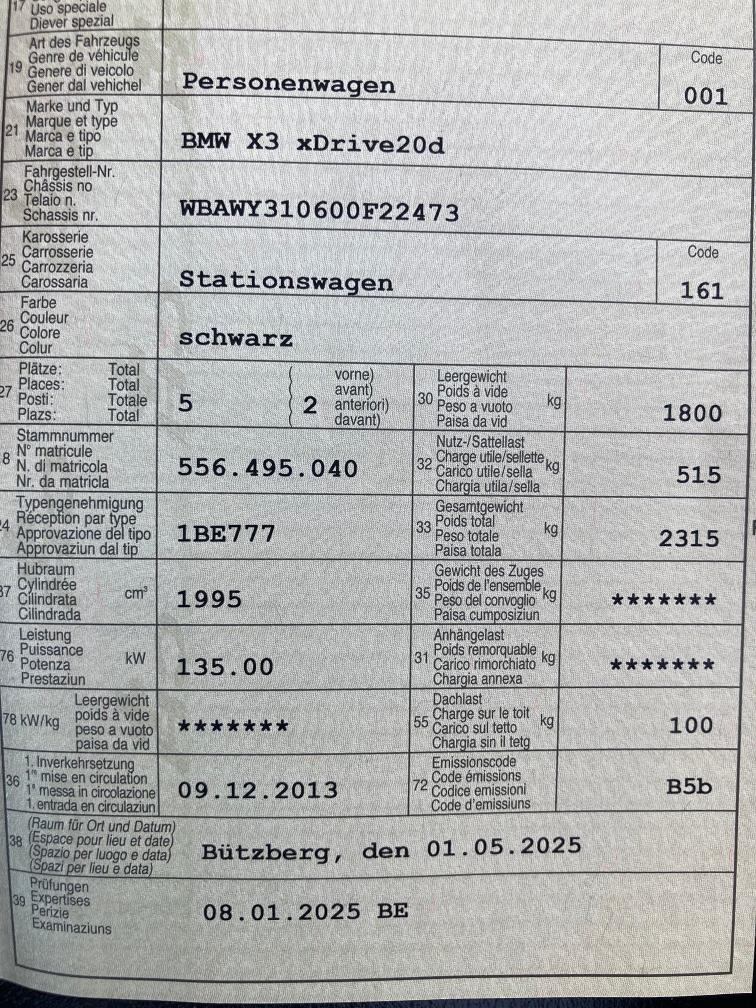 17 Uso speciale
Diever spezial
19 Art des Fahrzeugs
Genre de véhicule
Genere di veicolo
Gener dal vehichel
Personenwagen
Code
001
21 Marke und Typ
Marque et type
Marca e tipo
Marca e tip
BMW X3 xDrive20d
23 Fahrgestell-Nr.
Châssis no
Telaio n.
Schassis nr.
WBAWY310600F22473
25 Karosserie
Carrosserie
Carrozzeria
Carossaria
Stationswagen
Code
161
26 Farbe
Couleur
Colore
Colur
schwarz
27 Plätze: Total
Places: Total
Posti: Totale
Plazs: Total
5
( 2 vorne)
avant)
anteriori)
davant)
30 Leergewicht
Poids à vide
Peso a vuoto
Paisa da vid
kg
1800
8 Stammnummer
N° matricule
N. di matricola
Nr. da matricla
556.495.040
32 Nutz-/Sattellast
Charge utile/sellette
Carico utile/sella
Chargia utila/sella
kg
515
24 Typengenehmigung
Réception par type
Approvazione del tipo
Approvaziun dal tip
1BE777
33 Gesamtgewicht
Poids total
Peso totale
Paisa totala
kg
2315
37 Hubraum
Cylindrée
Cilindrata
Cilindrada
cm³
1995
35 Gewicht des Zuges
Poids de l'ensemble
Peso del convoglio
Paisa cumposiziun
kg
*******
76 Leistung
Puissance
Potenza
Prestaziun
kW
135.00
31 Anhängelast
Poids remorquable
Carico rimorchiato
Chargia annexa
kg
*******
78 kW/kg Leergewicht
poids à vide
peso a vuoto
paisa da vid
*******
55 Dachlast
Charge sur le toit
Carico sul tetto
Chargia sin il tetg
kg
100
36 1. Inverkehrsetzung
1re mise en circulation
1a messa in circolazione
1. entrada en circulaziun
09.12.2013
72 Emissionscode
Code émissions
Codice emissioni
Code d'emissiuns
B5b
38 (Raum für Ort und Datum)
(Espace pour lieu et date)
(Spazio per luogo e data)
(Spazi per lieu e data)
Bützberg, den 01.05.2025
39 Prüfungen
Expertises
Perizie
Examinaziuns
08.01.2025 BE